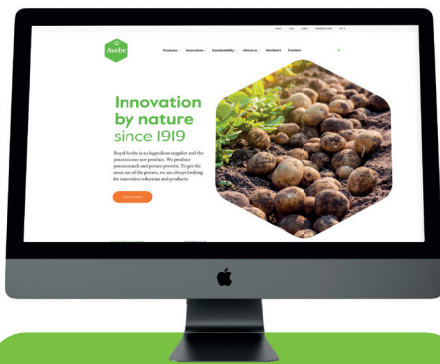 Avebe
Products Innovation Sustainability About us Members Contact
Innovation
by nature
since 1919
Royal Avebe is an ingredient supplier and the
potato is our raw product. We produce
potato starch and potato protein. To get the
most out of the potato, we are always looking
for innovative solutions and products.